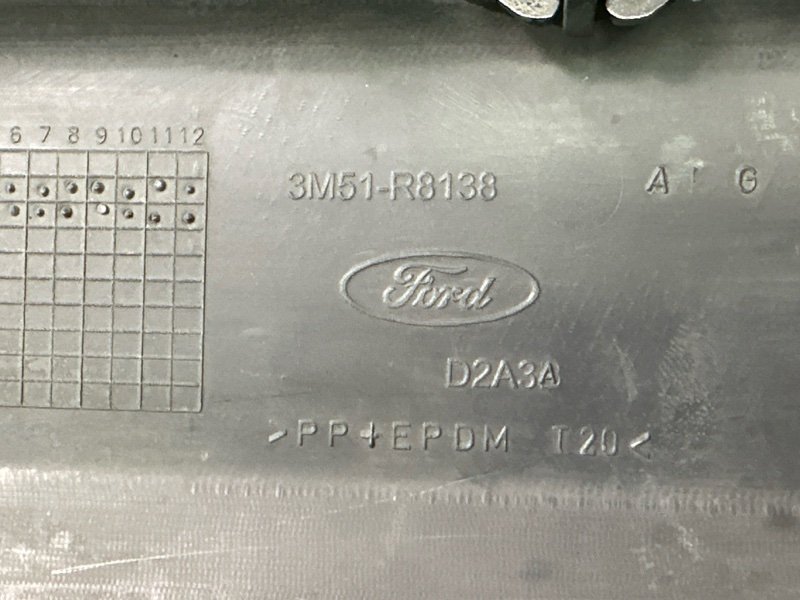 6 7 8 9 10 11 12
3M51-R8138 A G
Ford
D2A3A
>PP+EPDM T20<